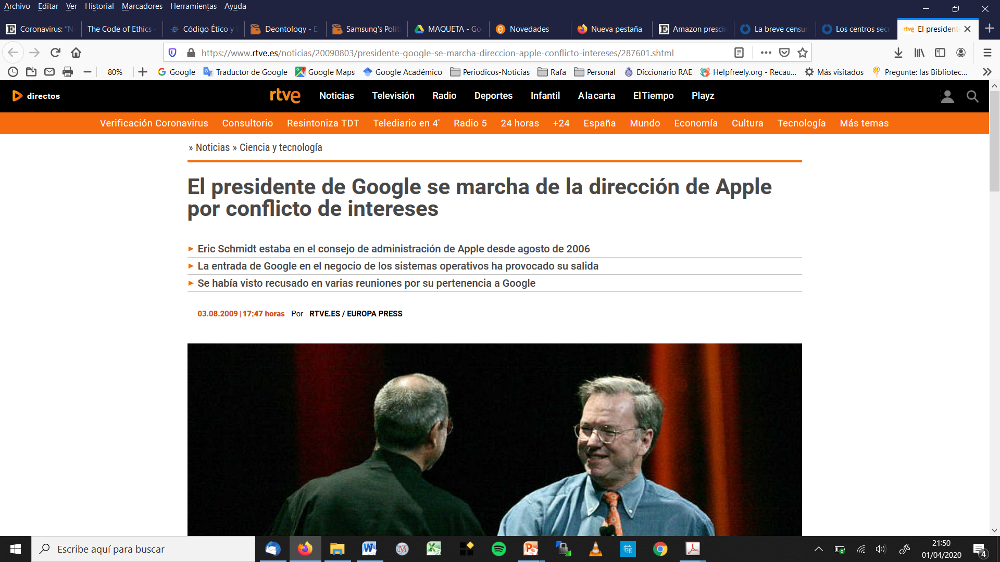 Archivo Editar Ver Historial Marcadores Herramientas Ayuda
Coronavirus: "N
The Code of Ethics
Código Ético y
Deontology - E
Samsung's Polit
MAQUETA - Go
Novedades
Nueva pestaña
Amazon prescin
La breve censur
Los centros secr
rtve El president
https://www.rtve.es/noticias/20090803/presidente-google-se-marcha-direccion-apple-conflicto-intereses/287601.shtml
80% Google Traductor de Google Google Maps Google Académico Periodicos-Noticias Rafa Personal Diccionario RAE Helpfreely.org - Recau... Más visitados Pregunte: las Bibliotec...
directos rtve Noticias Televisión Radio Deportes Infantil A la carta El Tiempo Playz
Verificación Coronavirus Consultorio Resintoniza TDT Telediario en 4' Radio 5 24 horas +24 España Mundo Economía Cultura Tecnología Más temas
» Noticias » Ciencia y tecnología
El presidente de Google se marcha de la dirección de Apple
por conflicto de intereses
Eric Schmidt estaba en el consejo de administración de Apple desde agosto de 2006
La entrada de Google en el negocio de los sistemas operativos ha provocado su salida
Se había visto recusado en varias reuniones por su pertenencia a Google
03.08.2009 | 17:47 horas Por RTVE.ES / EUROPA PRESS
Escribe aquí para buscar
21:50
01/04/2020
4